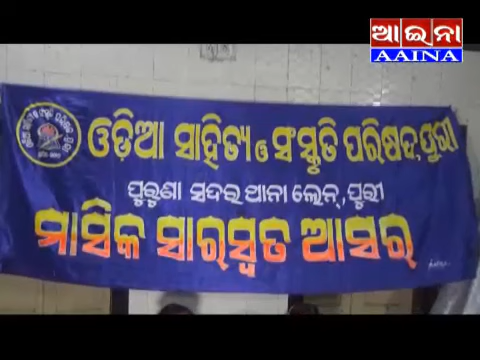 ଆଇନା
AAINA
ଓଡ଼ିଆ ସାହିତ୍ୟ ଓ ସଂସ୍କୃତି ପରିଷଦ, ପୁରୀ
ପୁରୁଣା ସଦର ଥାନା ଲେନ୍, ପୁରୀ
ମାସିକ ସାରସ୍ୱତ ଆସର